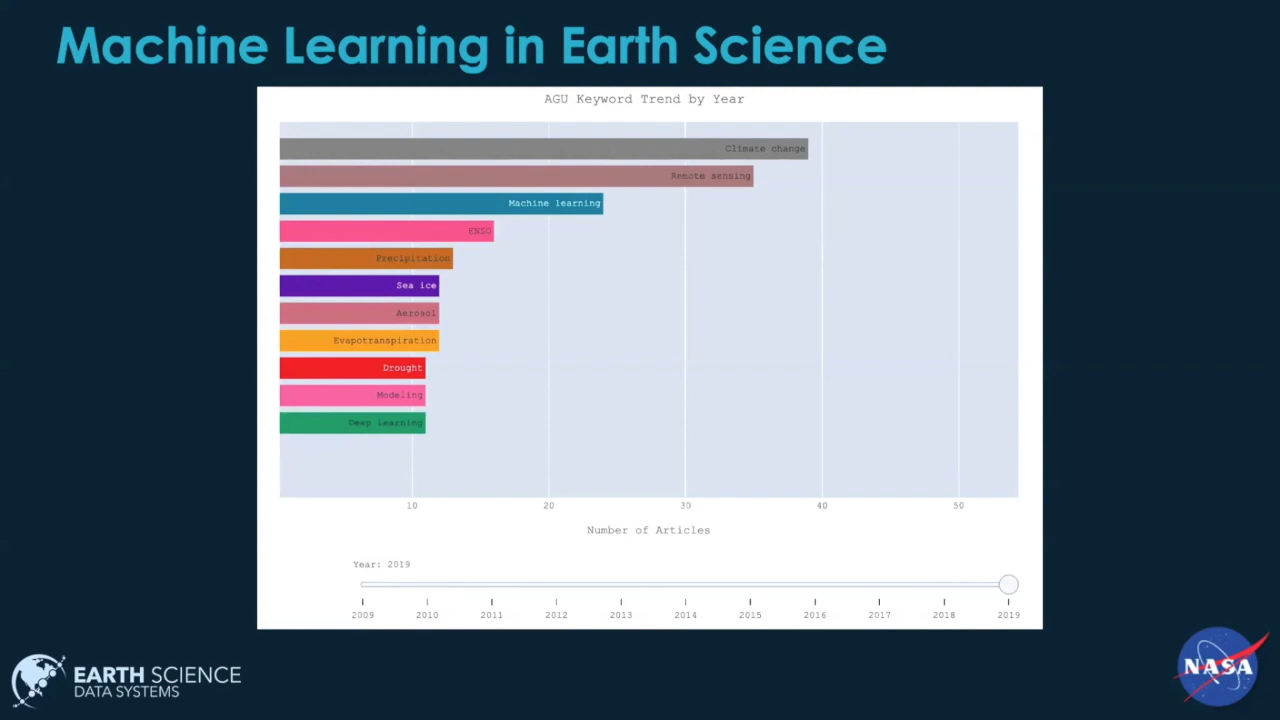 Machine Learning in Earth Science
AGU Keyword Trend by Year
Climate change
Remote sensing
Machine learning
ENSO
Precipitation
Sea ice
Aerosol
Evapotranspiration
Drought
Modeling
Deep learning
10 20 30 40 50
Number of Articles
Year: 2019
2009 2010 2011 2012 2013 2014 2015 2016 2017 2018 2019
EARTH SCIENCE
DATA SYSTEMS
NASA